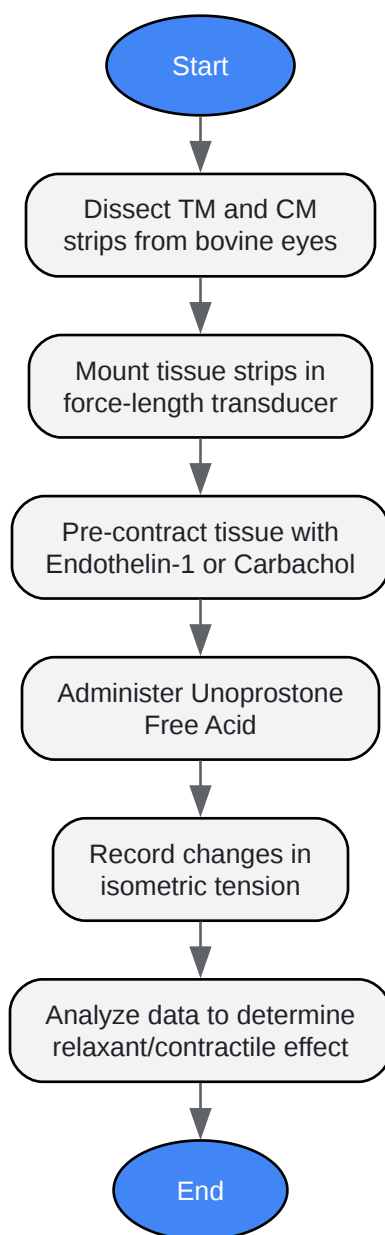 Start
Dissect TM and CM
strips from bovine eyes
Mount tissue strips in
force-length transducer
Pre-contract tissue with
Endothelin-1 or Carbachol
Administer Unoprostone
Free Acid
Record changes in
isometric tension
Analyze data to determine
relaxant/contractile effect
End